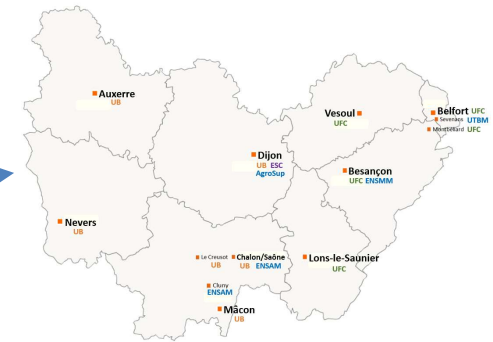 Auxerre
UB
Vesoul
UFC
Belfort UFC
Sevenans UTBM
Montbéliard UFC
Dijon
UB ESC
AgroSup
Besançon
UFC ENSMM
Nevers
UB
Le Creusot
UB
Chalon/Saône
UB ENSAM
Lons-le-Saunier
UFC
Cluny
ENSAM
Mâcon
UB